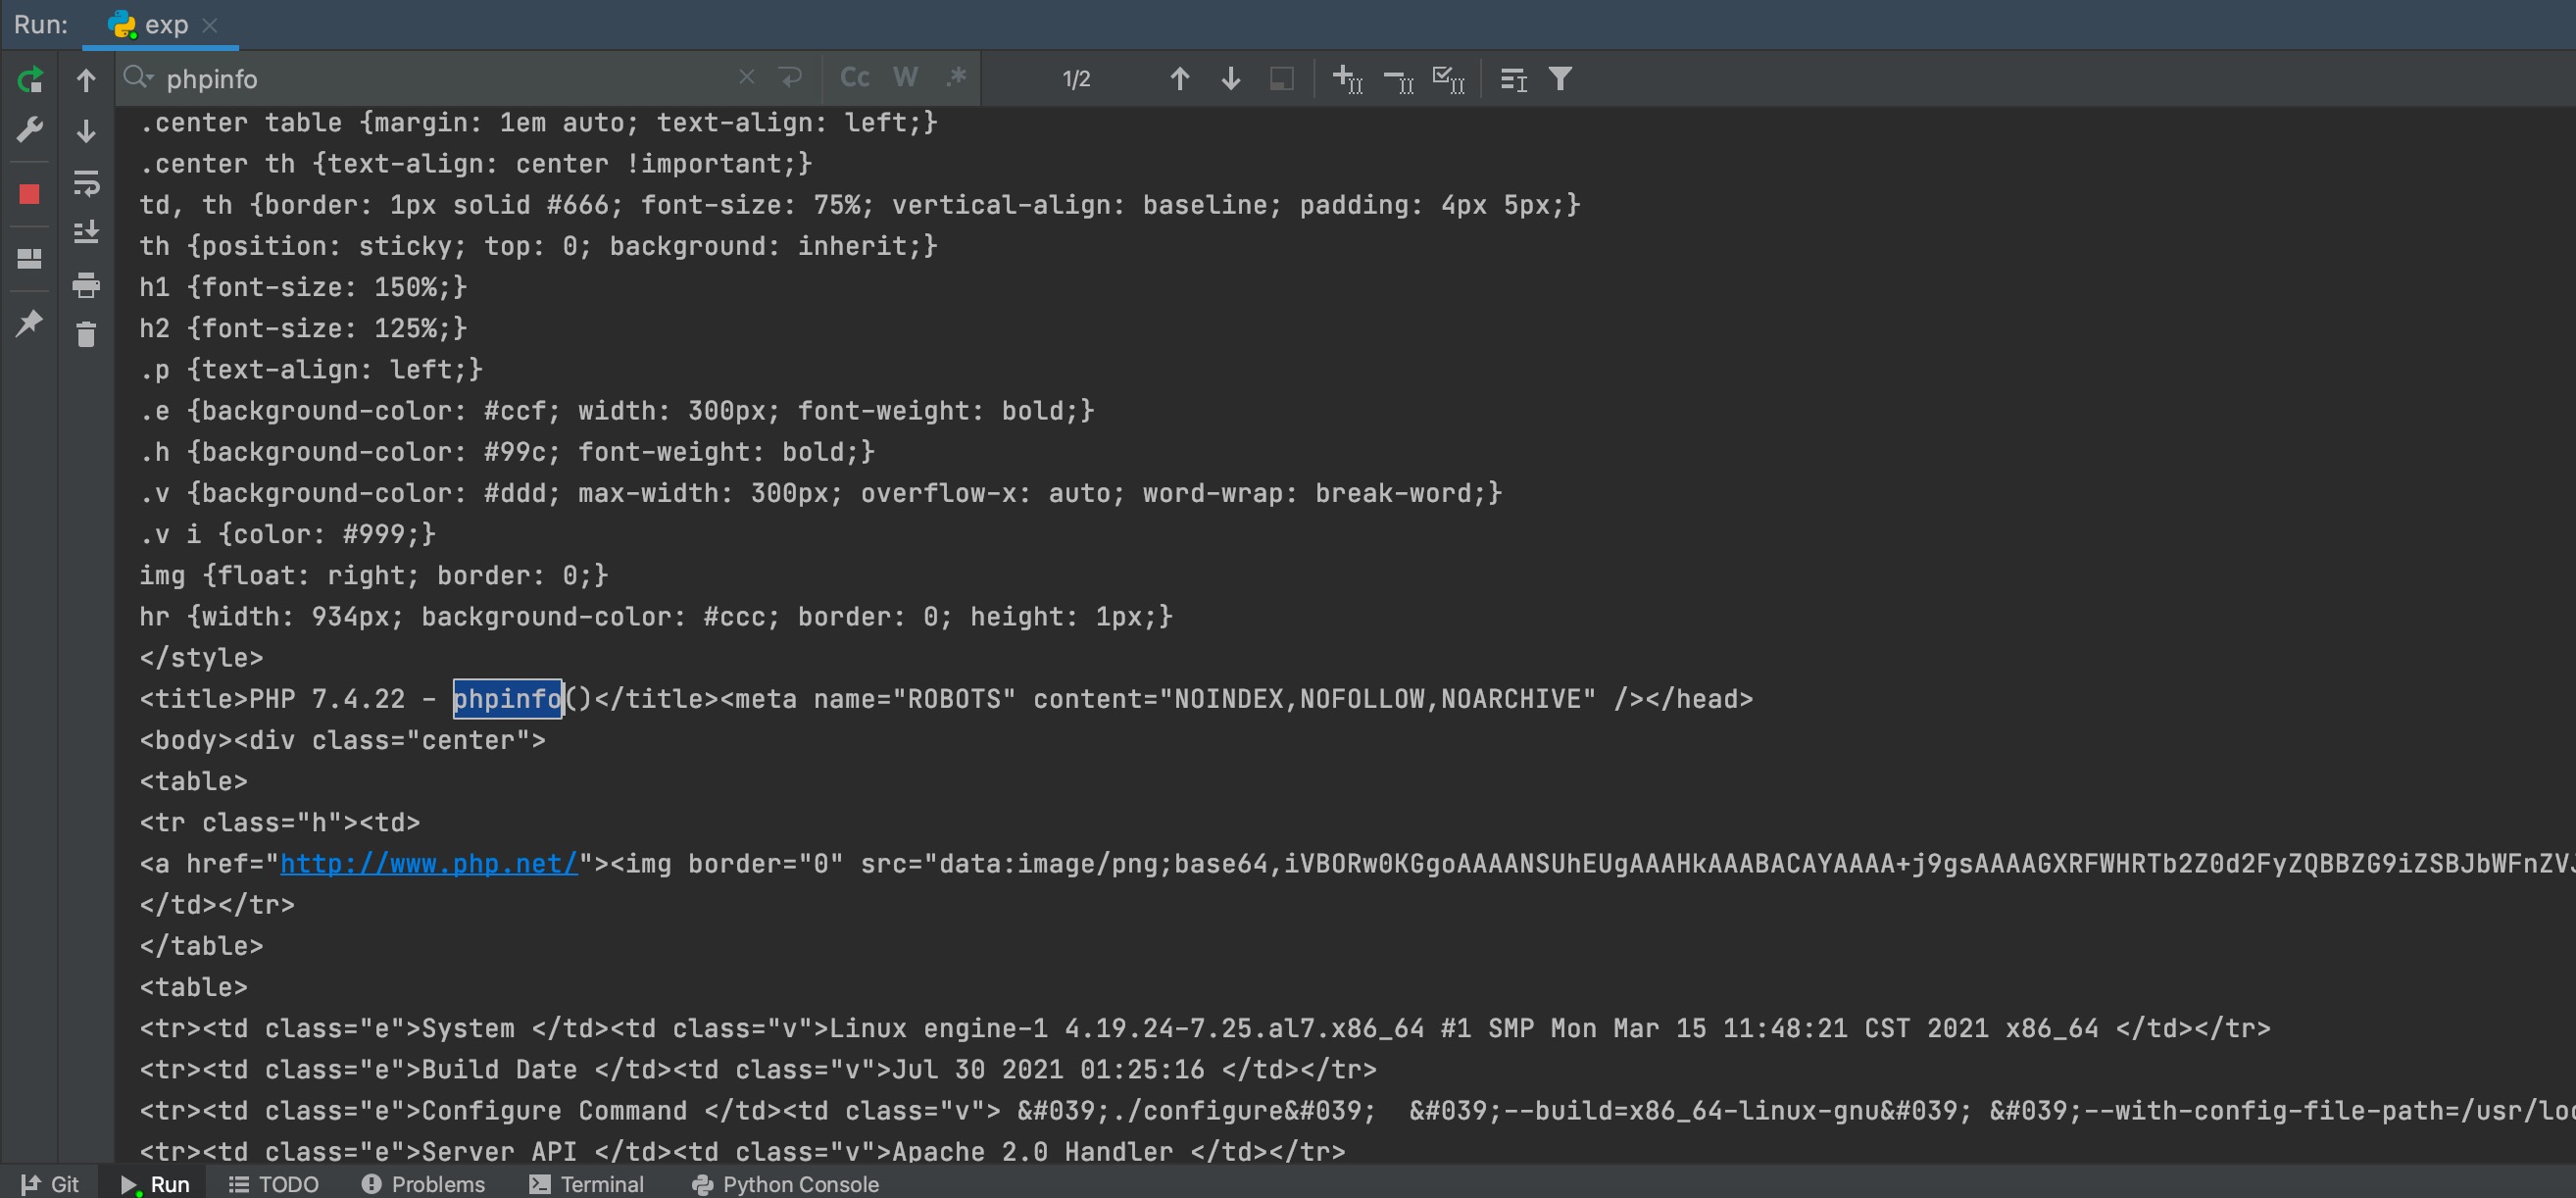 Run: exp
phpinfo Cc W .* 1/2
.center table {margin: 1em auto; text-align: left;}
.center th {text-align: center !important;}
td, th {border: 1px solid #666; font-size: 75%; vertical-align: baseline; padding: 4px 5px;}
th {position: sticky; top: 0; background: inherit;}
h1 {font-size: 150%;}
h2 {font-size: 125%;}
.p {text-align: left;}
.e {background-color: #ccf; width: 300px; font-weight: bold;}
.h {background-color: #99c; font-weight: bold;}
.v {background-color: #ddd; max-width: 300px; overflow-x: auto; word-wrap: break-word;}
.v i {color: #999;}
img {float: right; border: 0;}
hr {width: 934px; background-color: #ccc; border: 0; height: 1px;}
</style>
<title>PHP 7.4.22 - phpinfo()</title><meta name="ROBOTS" content="NOINDEX,NOFOLLOW,NOARCHIVE" /></head>
<body><div class="center">
<table>
<tr class="h"><td>
<a href="http://www.php.net/"><img border="0" src="data:image/png;base64,iVBORw0KGgoAAAANSUhEUgAAAHkAAABACAYAAAA+j9gsAAAAGXRFWHRTb2Z0d2FyZQBBZG9iZSBJbWFnZVJ
</td></tr>
</table>
<table>
<tr><td class="e">System </td><td class="v">Linux engine-1 4.19.24-7.25.al7.x86_64 #1 SMP Mon Mar 15 11:48:21 CST 2021 x86_64 </td></tr>
<tr><td class="e">Build Date </td><td class="v">Jul 30 2021 01:25:16 </td></tr>
<tr><td class="e">Configure Command </td><td class="v"> &#039;./configure&#039;  &#039;--build=x86_64-linux-gnu&#039; &#039;--with-config-file-path=/usr/loc
<tr><td class="e">Server API </td><td class="v">Apache 2.0 Handler </td></tr>
Git Run TODO Problems Terminal Python Console